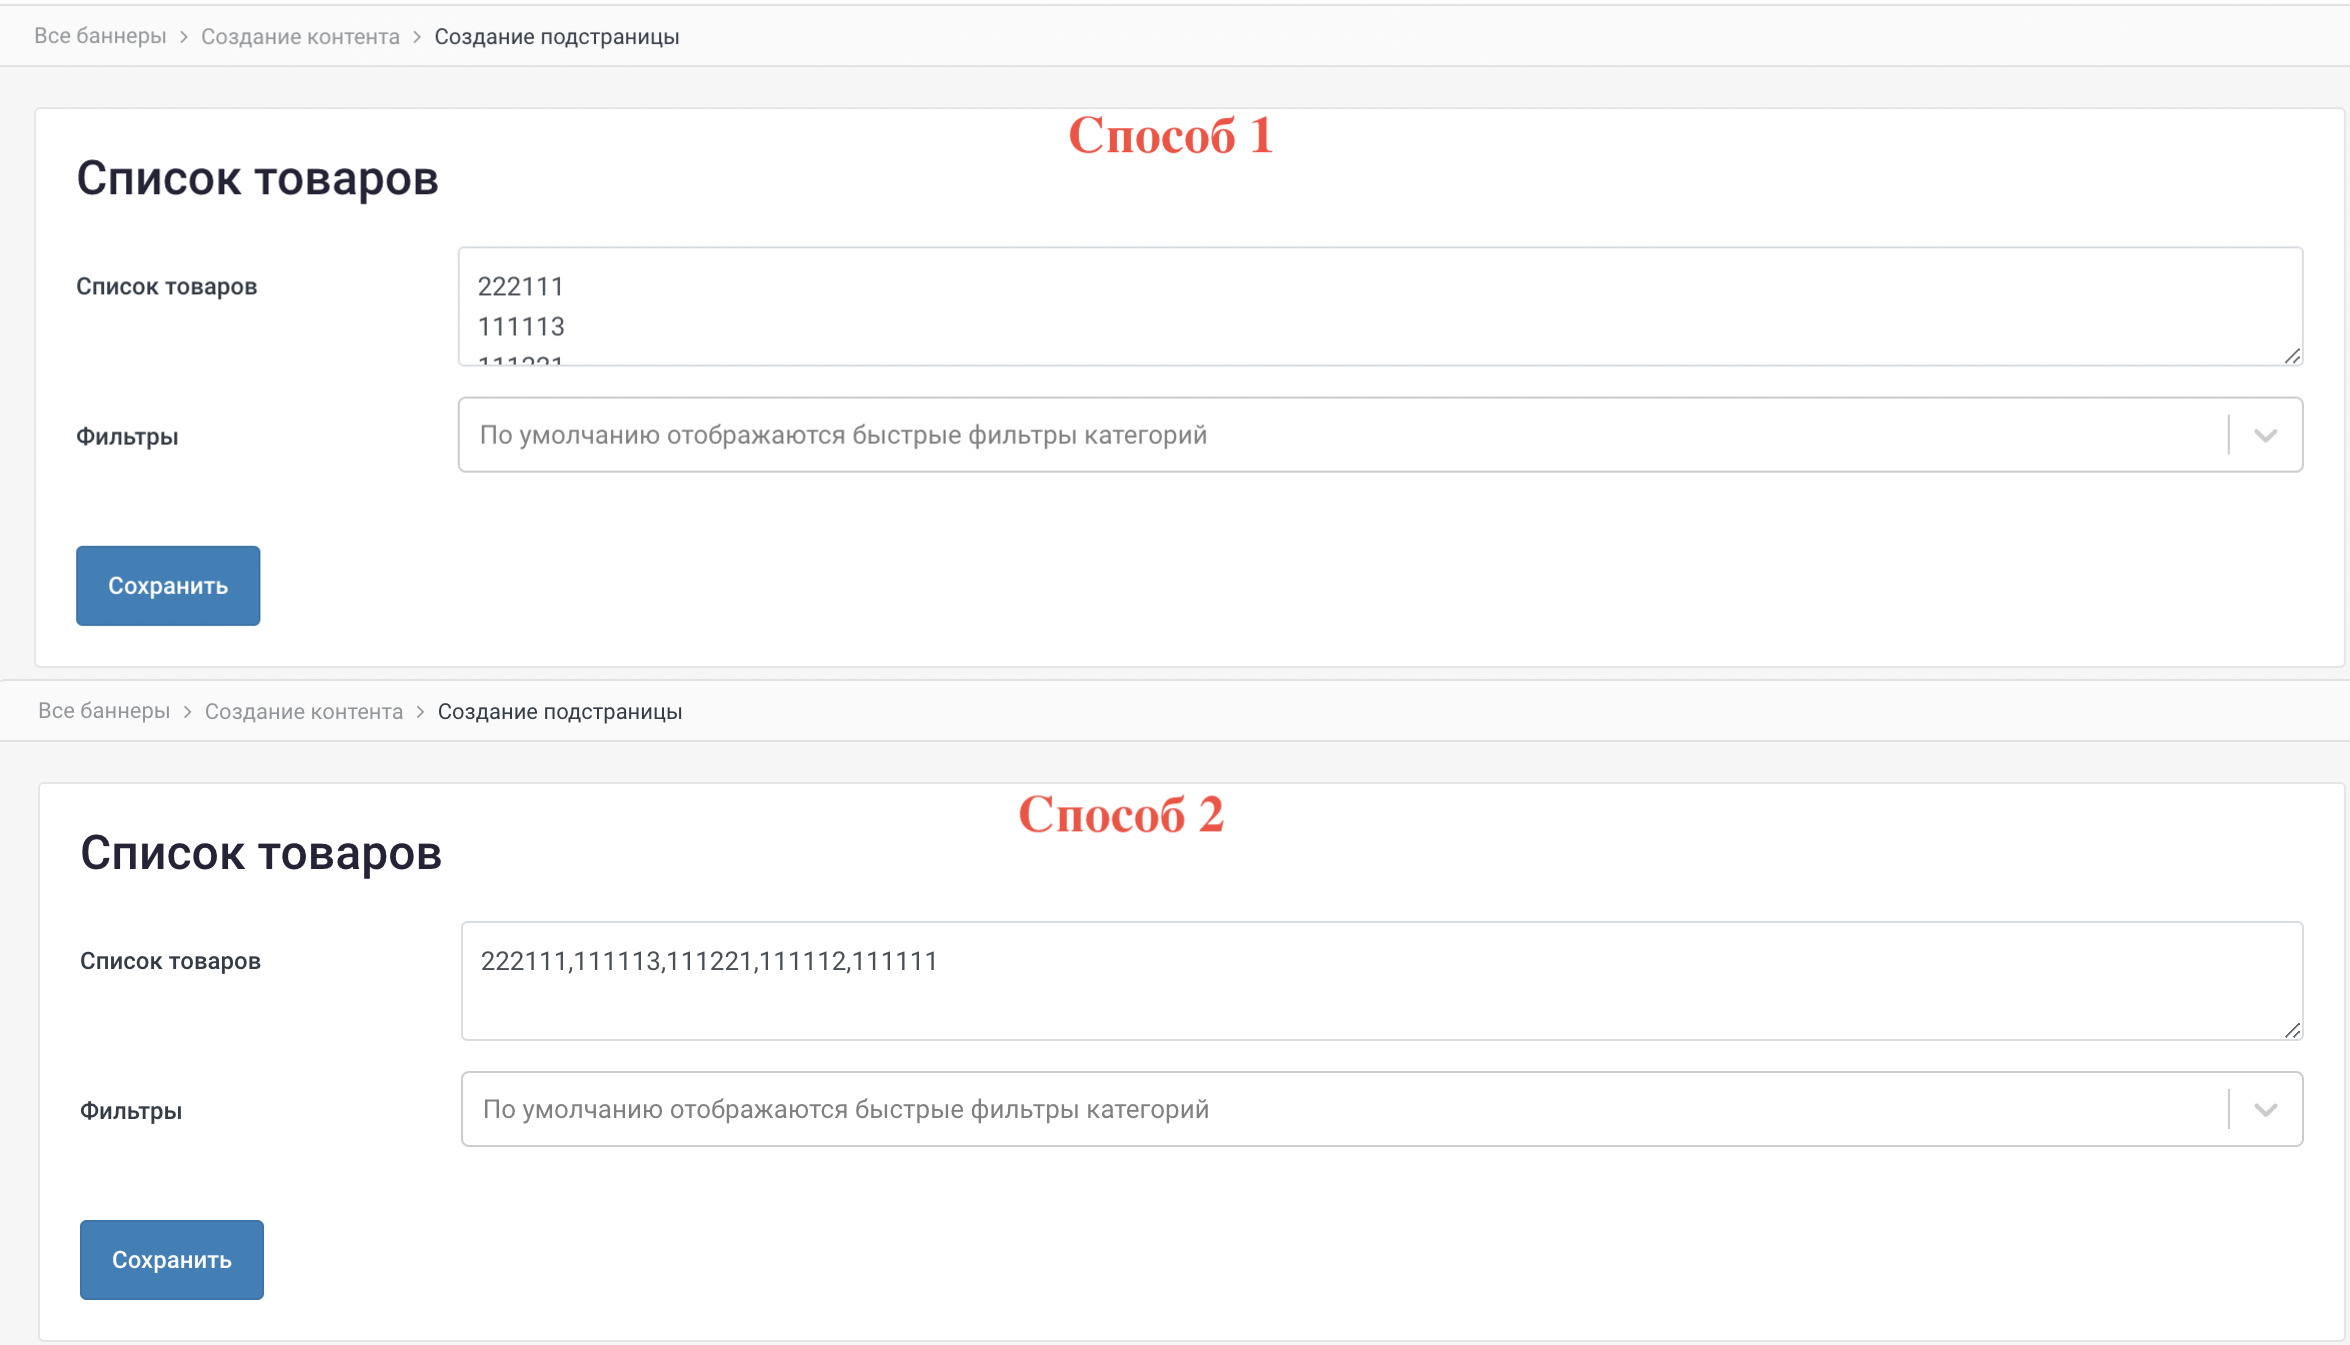 Все баннеры > Создание контента > Создание подстраницы
Способ 1
Список товаров
Список товаров
222111
111113
111221
Фильтры
По умолчанию отображаются быстрые фильтры категорий
Сохранить
Все баннеры > Создание контента > Создание подстраницы
Способ 2
Список товаров
Список товаров
222111,111113,111221,111112,111111
Фильтры
По умолчанию отображаются быстрые фильтры категорий
Сохранить